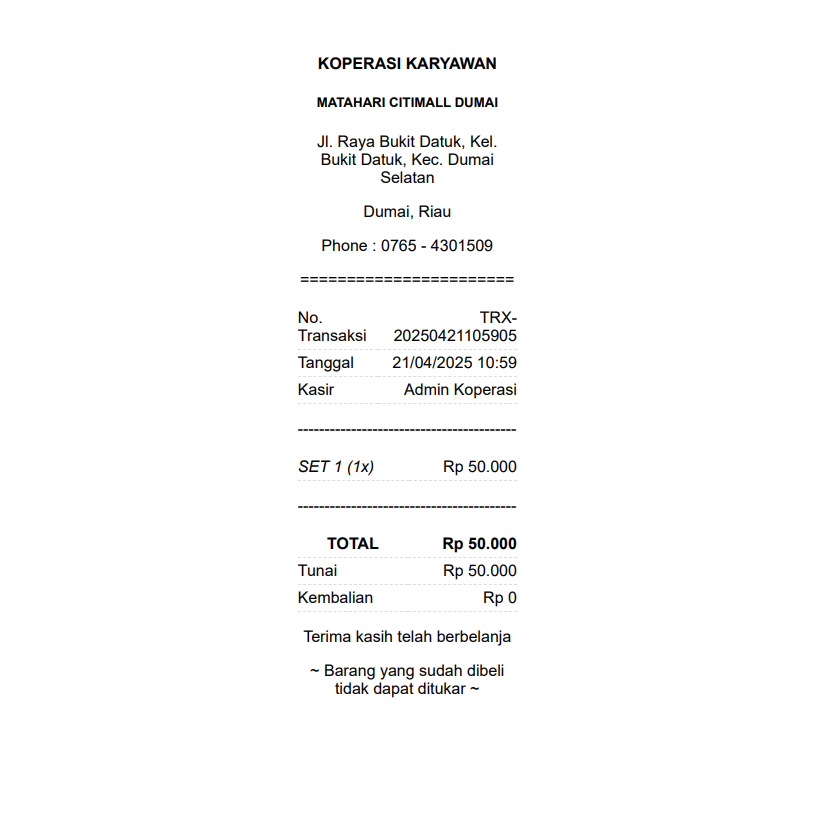 KOPERASI KARYAWAN
MATAHARI CITIMALL DUMAI
Jl. Raya Bukit Datuk, Kel.
Bukit Datuk, Kec. Dumai
Selatan
Dumai, Riau
Phone : 0765 - 4301509
=======================
No. Transaksi TRX-20250421105905
Tanggal 21/04/2025 10:59
Kasir Admin Koperasi
------------------------------------------
SET 1 (1x) Rp 50.000
------------------------------------------
TOTAL Rp 50.000
Tunai Rp 50.000
Kembalian Rp 0
Terima kasih telah berbelanja
~ Barang yang sudah dibeli
tidak dapat ditukar ~